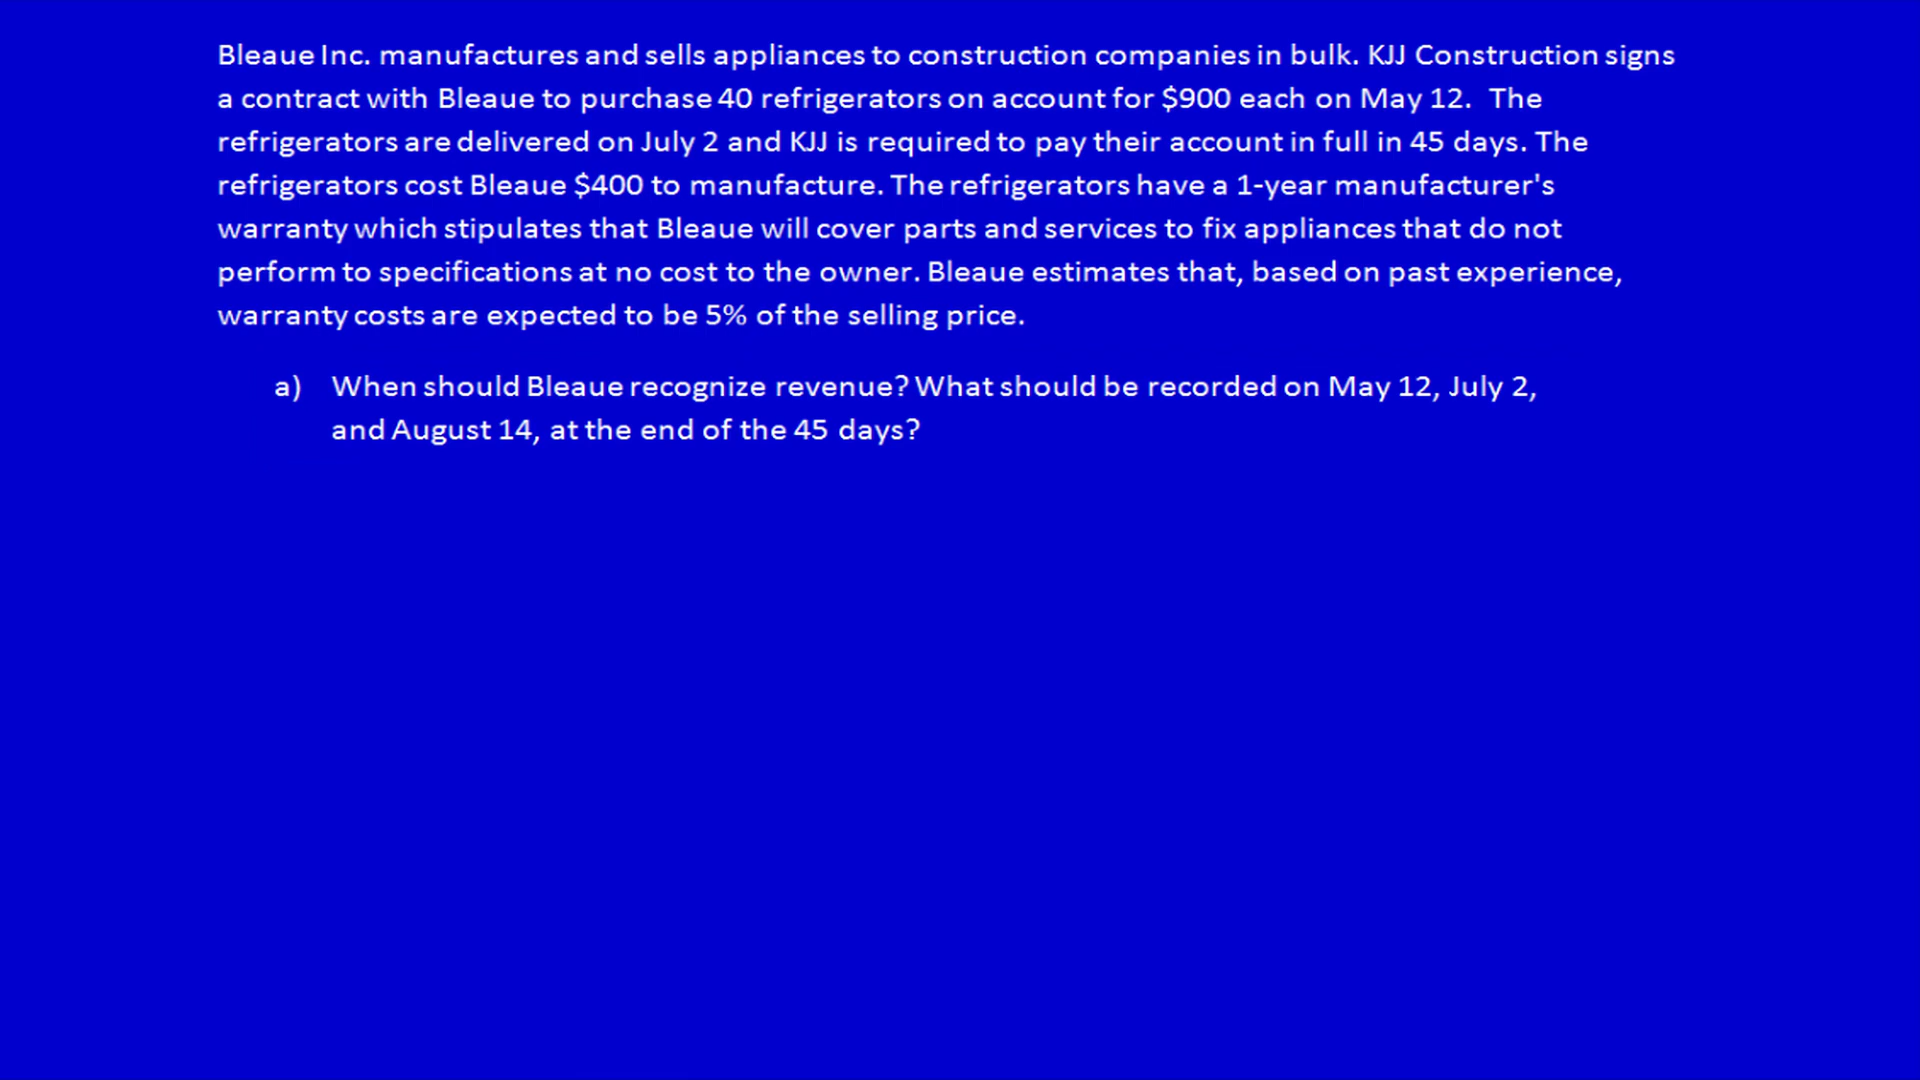 Bleaue Inc. manufactures and sells appliances to construction companies in bulk. KJJ Construction signs
a contract with Bleaue to purchase 40 refrigerators on account for $900 each on May 12.  The
refrigerators are delivered on July 2 and KJJ is required to pay their account in full in 45 days. The
refrigerators cost Bleaue $400 to manufacture. The refrigerators have a 1-year manufacturer's
warranty which stipulates that Bleaue will cover parts and services to fix appliances that do not
perform to specifications at no cost to the owner. Bleaue estimates that, based on past experience,
warranty costs are expected to be 5% of the selling price.
a) When should Bleaue recognize revenue? What should be recorded on May 12, July 2,
and August 14, at the end of the 45 days?